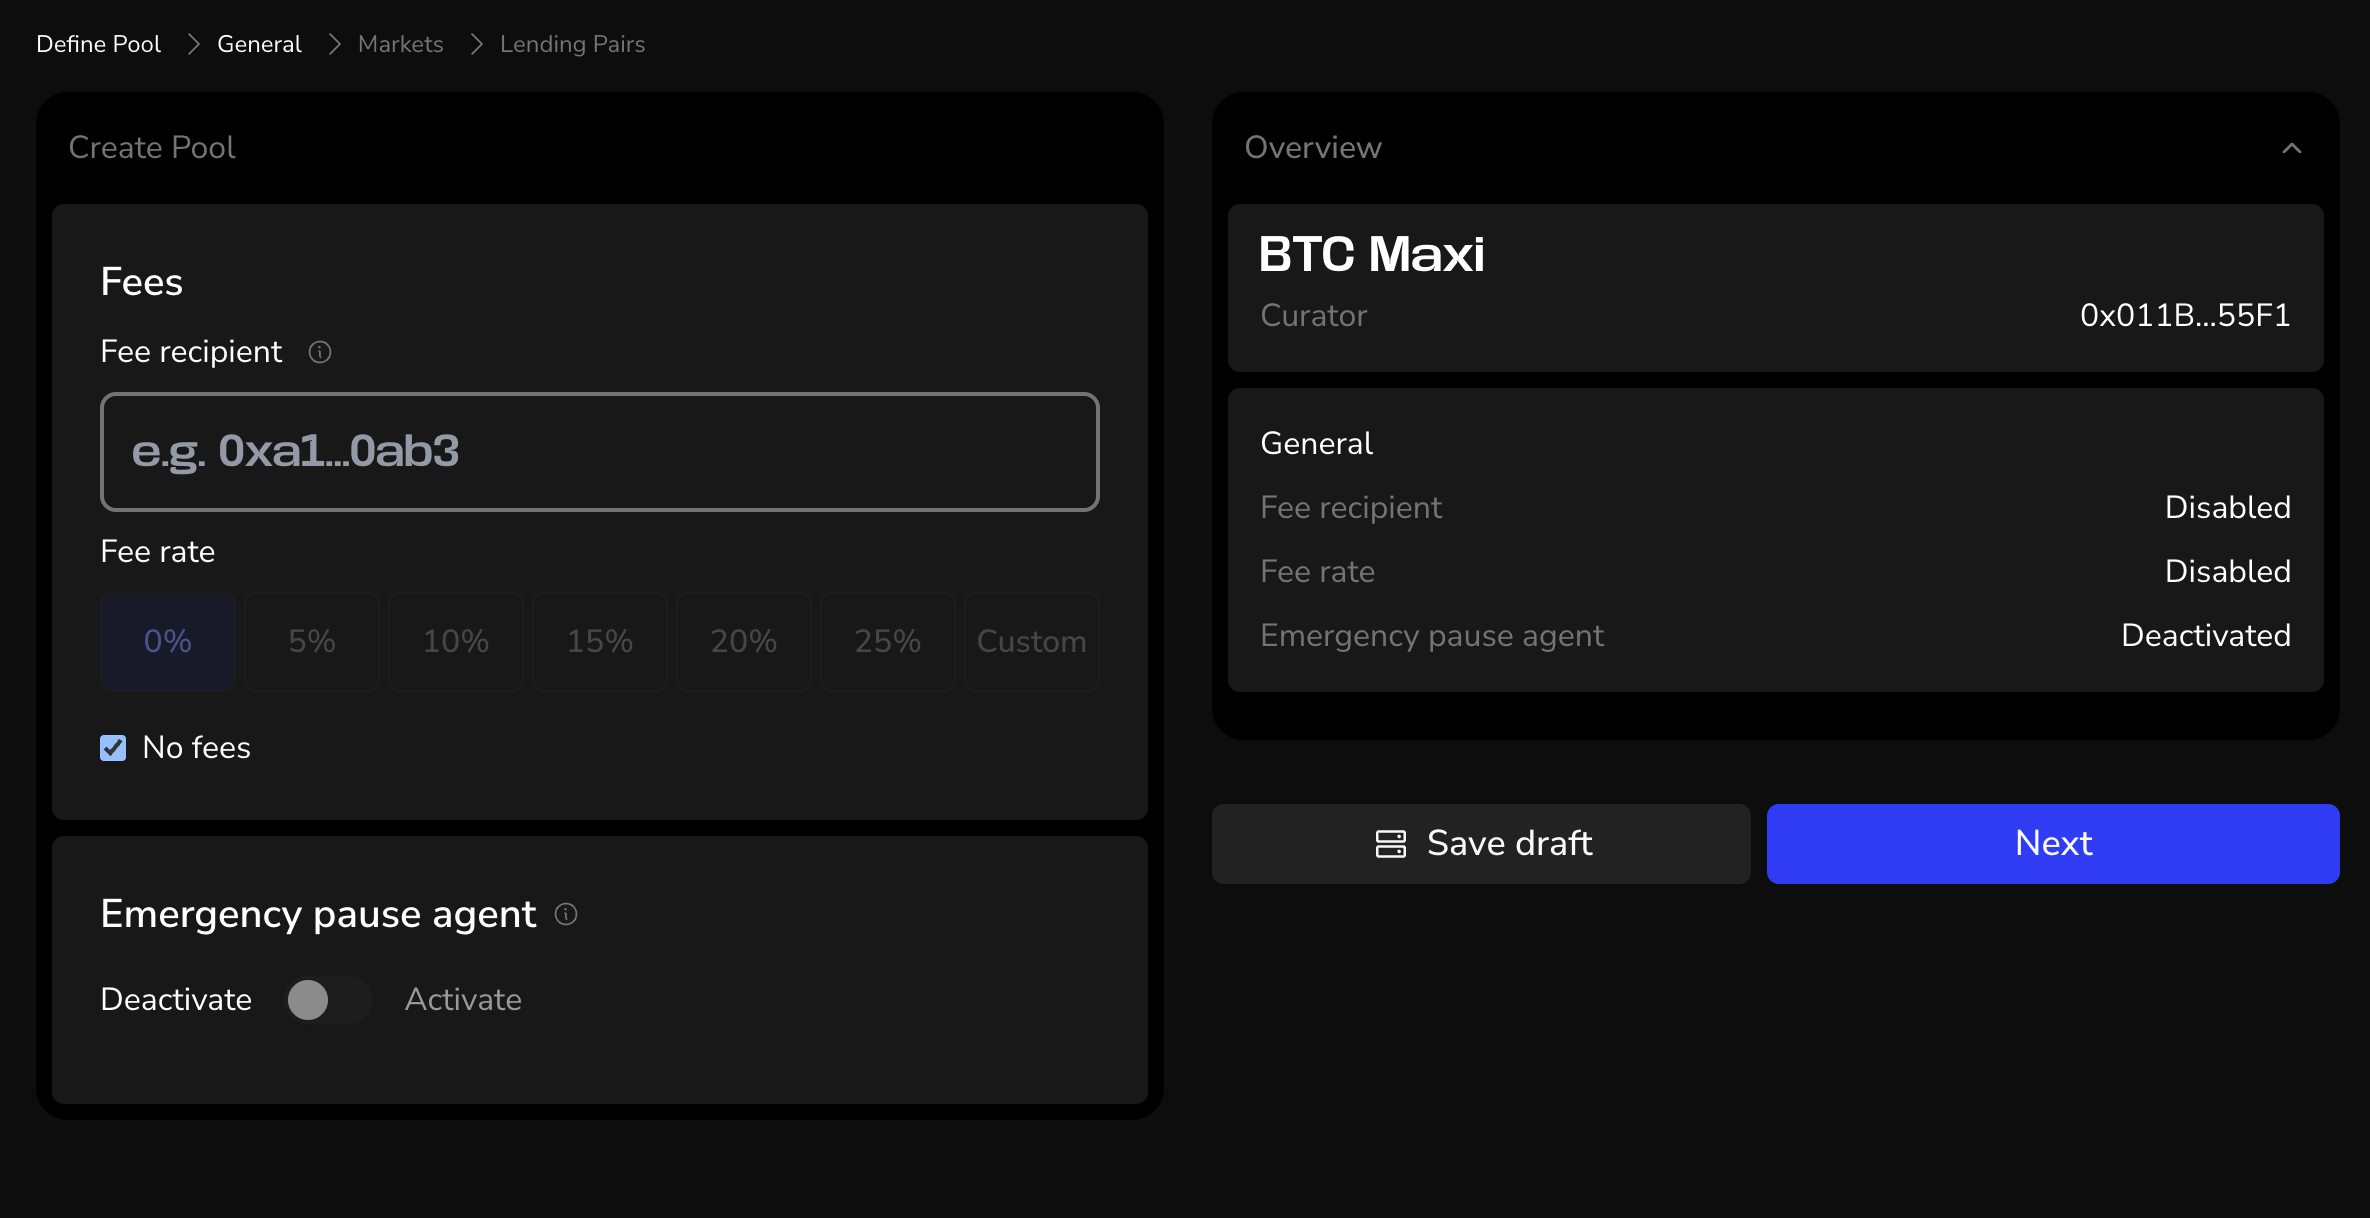 Define Pool > General > Markets > Lending Pairs
Create Pool
Fees
Fee recipient
e.g. 0xa1...0ab3
Fee rate
0% 5% 10% 15% 20% 25% Custom
No fees
Emergency pause agent
Deactivate Activate
Overview
BTC Maxi
Curator 0x011B...55F1
General
Fee recipient Disabled
Fee rate Disabled
Emergency pause agent Deactivated
Save draft
Next